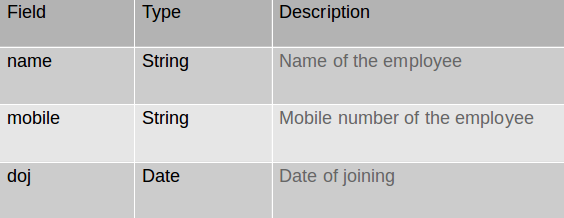 Field Type Description
name String Name of the employee
mobile String Mobile number of the employee
doj Date Date of joining